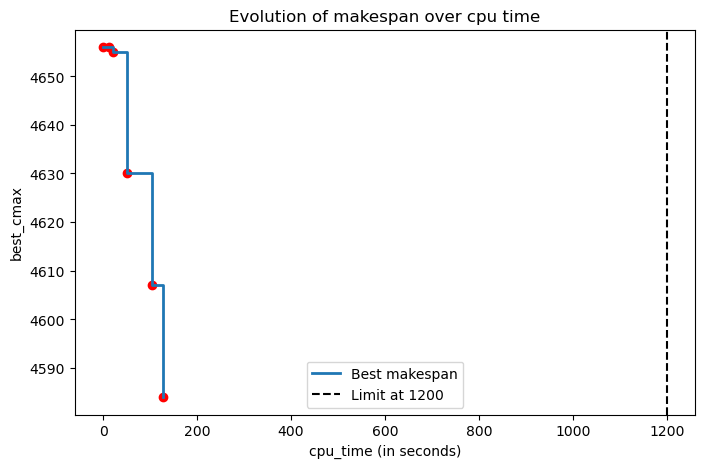 Evolution of makespan over cpu time
best_cmax
4650
4640
4630
4620
4610
4600
4590
0
200
400
600
800
1000
1200
cpu_time (in seconds)
Best makespan
Limit at 1200